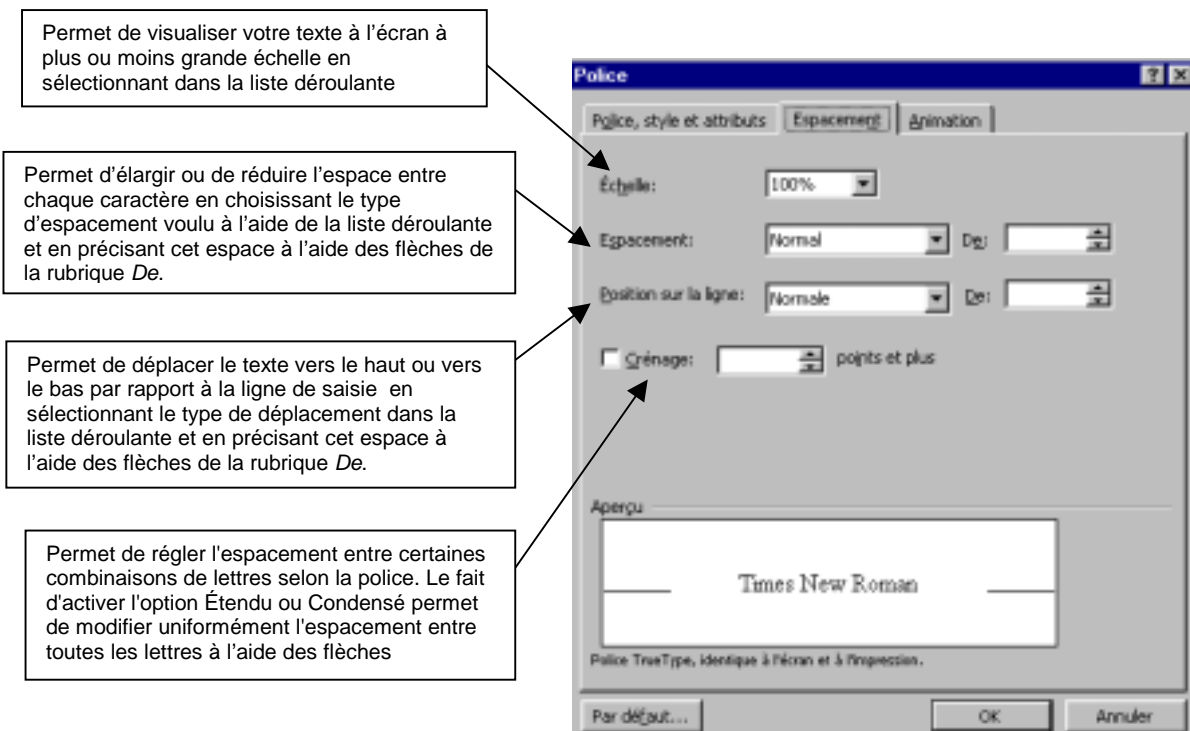 Permet de visualiser votre texte à l’écran à
plus ou moins grande échelle en
sélectionnant dans la liste déroulante
Permet d’élargir ou de réduire l’espace entre
chaque caractère en choisissant le type
d’espacement voulu à l’aide de la liste déroulante
et en précisant cet espace à l’aide des flèches de
la rubrique De.
Permet de déplacer le texte vers le haut ou vers
le bas par rapport à la ligne de saisie en
sélectionnant le type de déplacement dans la
liste déroulante et en précisant cet espace à
l’aide des flèches de la rubrique De.
Permet de régler l'espacement entre certaines
combinaisons de lettres selon la police. Le fait
d'activer l'option Étendu ou Condensé permet
de modifier uniformément l'espacement entre
toutes les lettres à l’aide des flèches
Police
Police, style et attributs Espacement Animation
Échelle: 100%
Espacement: Normal De:
Position sur la ligne: Normale De:
Crénage: points et plus
Aperçu
Times New Roman
Police TrueType, identique à l'écran et à l'impression.
Par défaut... OK Annuler